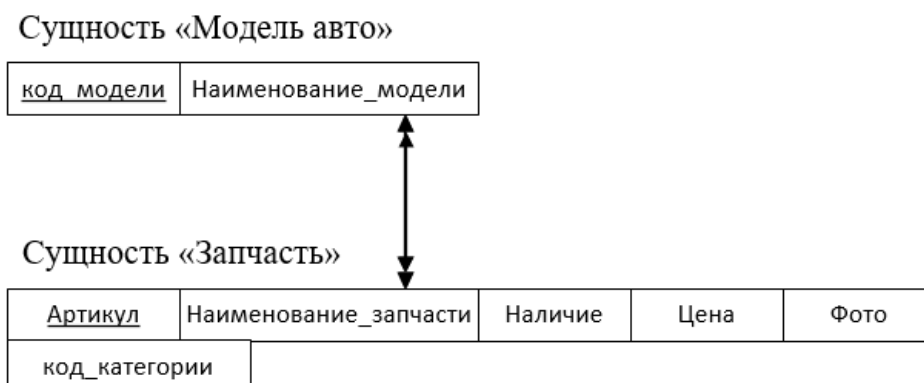 Сущность «Модель авто»
код_модели Наименование_модели
Сущность «Запчасть»
Артикул Наименование_запчасти Наличие Цена Фото
код_категории